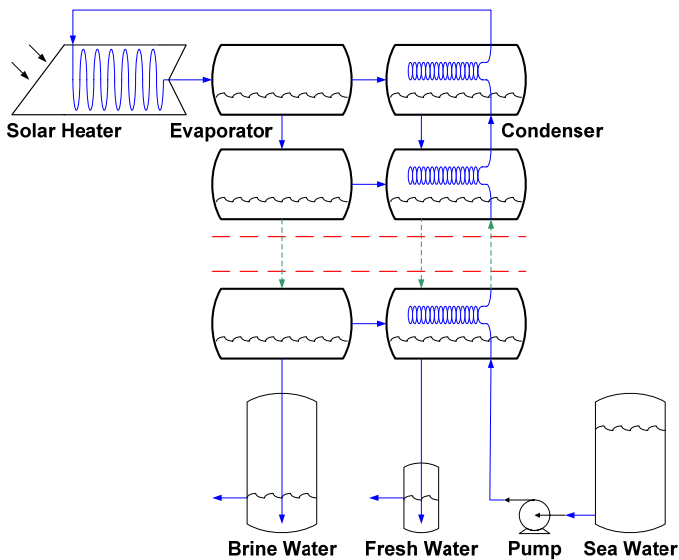 Solar Heater
Evaporator
Condenser
Brine Water
Fresh Water
Pump
Sea Water